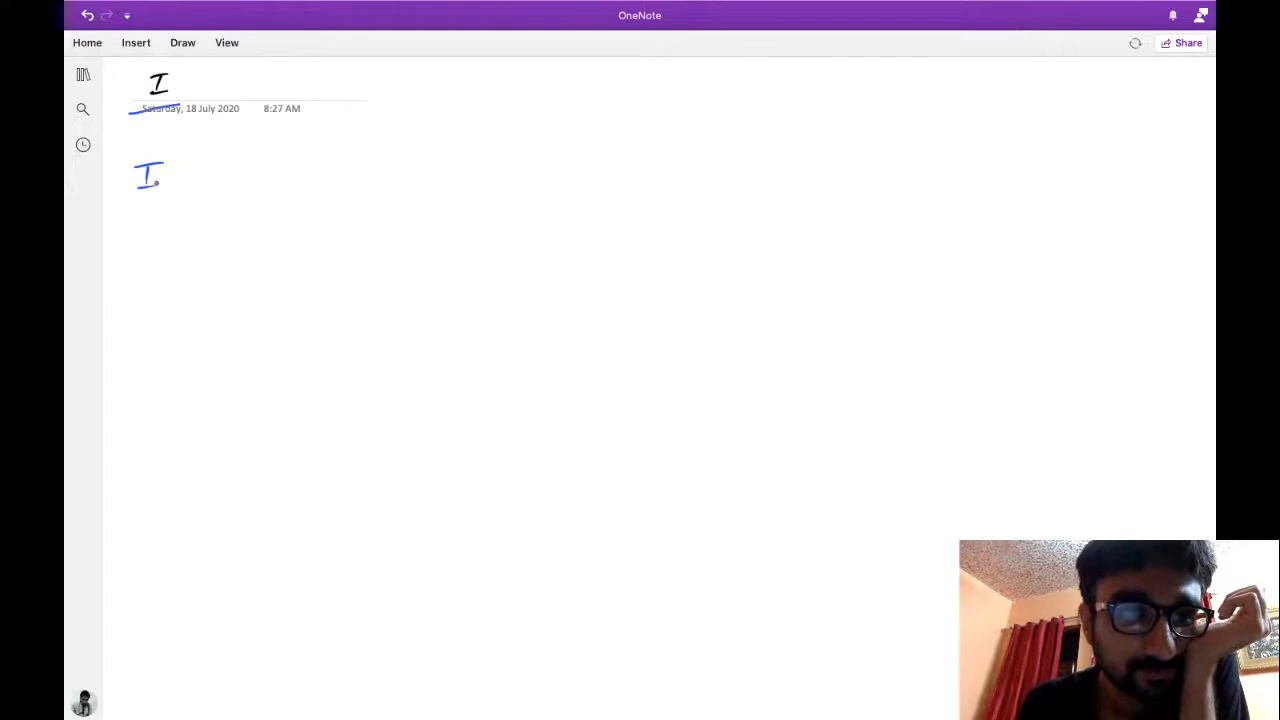 OneNote
Home Insert Draw View Share
I
Saturday, 18 July 2020 8:27 AM
I